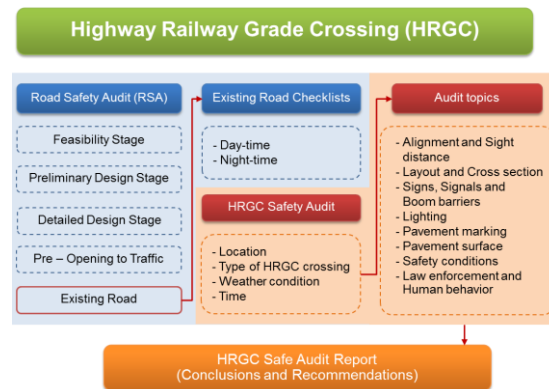 Highway Railway Grade Crossing (HRGC)
Road Safety Audit (RSA)
Feasibility Stage
Preliminary Design Stage
Detailed Design Stage
Pre – Opening to Traffic
Existing Road
Existing Road Checklists
- Day-time
- Night-time
HRGC Safety Audit
- Location
- Type of HRGC crossing
- Weather condition
- Time
Audit topics
- Alignment and Sight
distance
- Layout and Cross section
- Signs, Signals and
Boom barriers
- Lighting
- Pavement marking
- Pavement surface
- Safety conditions
- Law enforcement and
Human behavior
HRGC Safe Audit Report
(Conclusions and Recommendations)